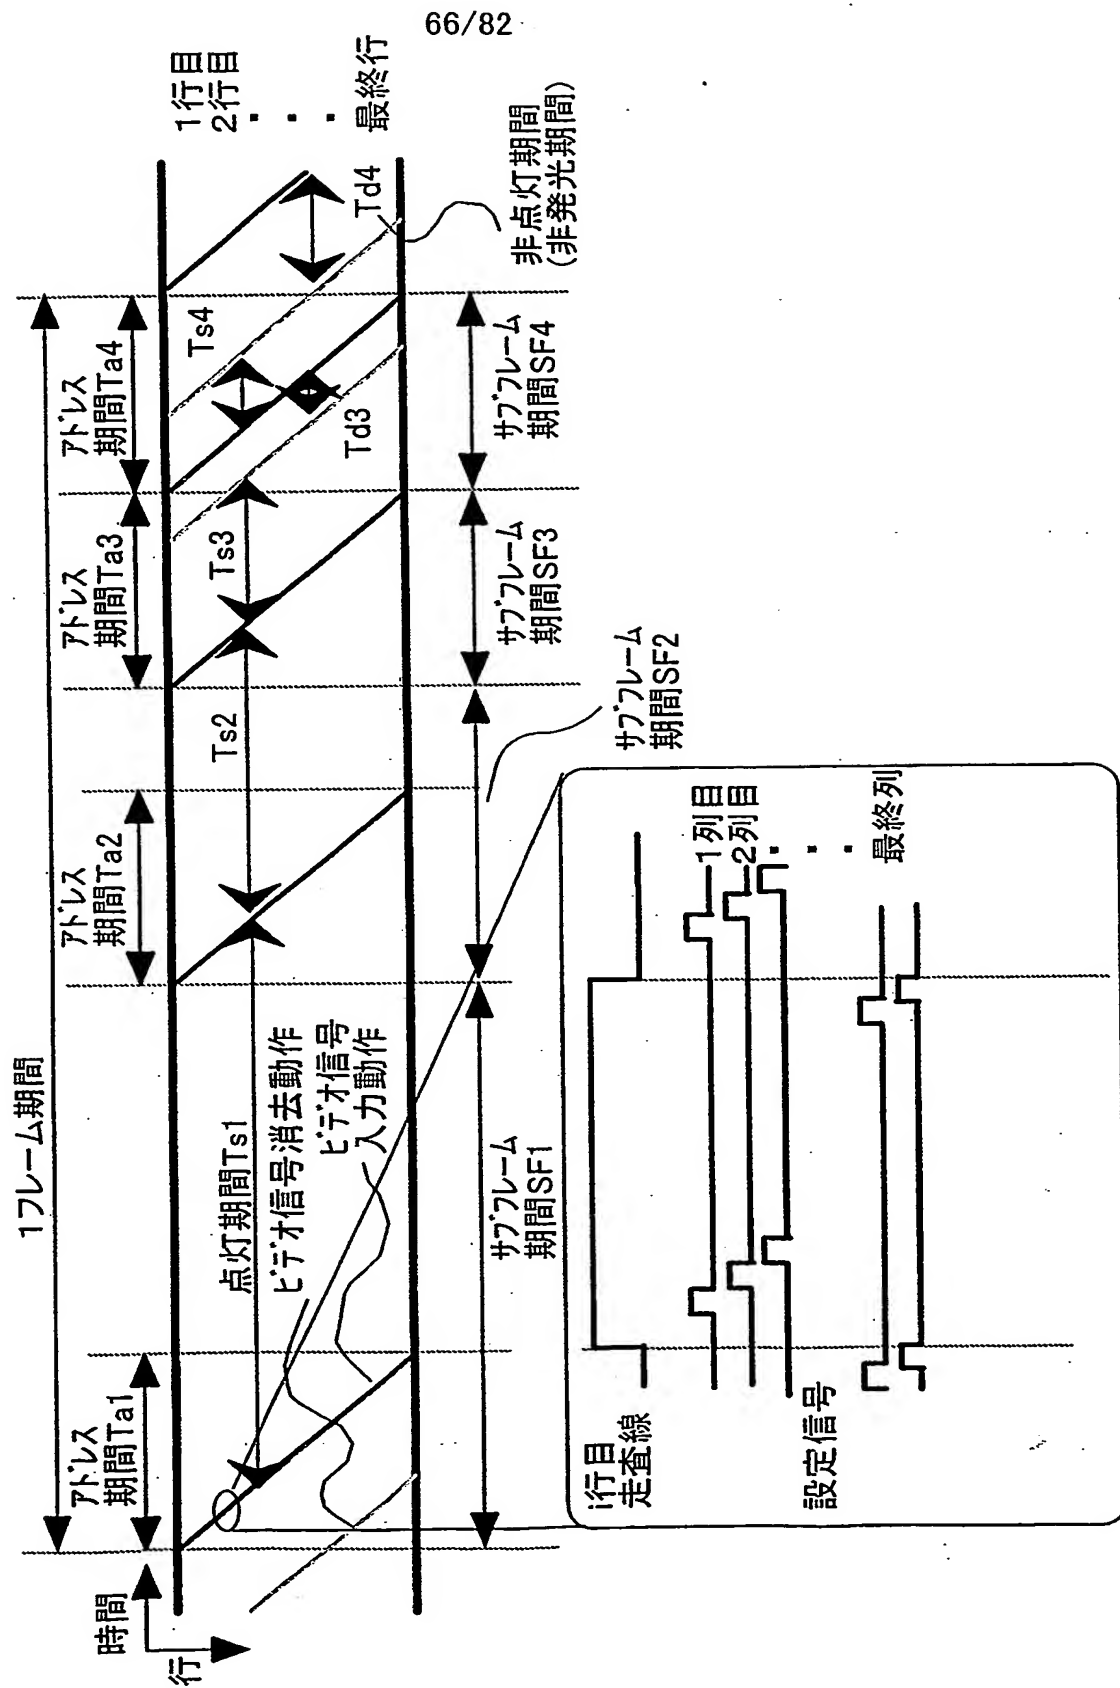 66/82
1フレーム期間
時間
行
アドレス
期間Ta1
アドレス
期間Ta2
アドレス
期間Ta3
アドレス
期間Ta4
1行目
2行目
・
・
・
最終行
点灯期間Ts1
Ts2
Ts3
Ts4
Td3
Td4
ビデオ信号消去動作
ビデオ信号
入力動作
非点灯期間
(非発光期間)
サブフレーム
期間SF1
サブフレーム
期間SF2
サブフレーム
期間SF3
サブフレーム
期間SF4
i行目
走査線
設定信号
1列目
2列目
・
・
・
最終列